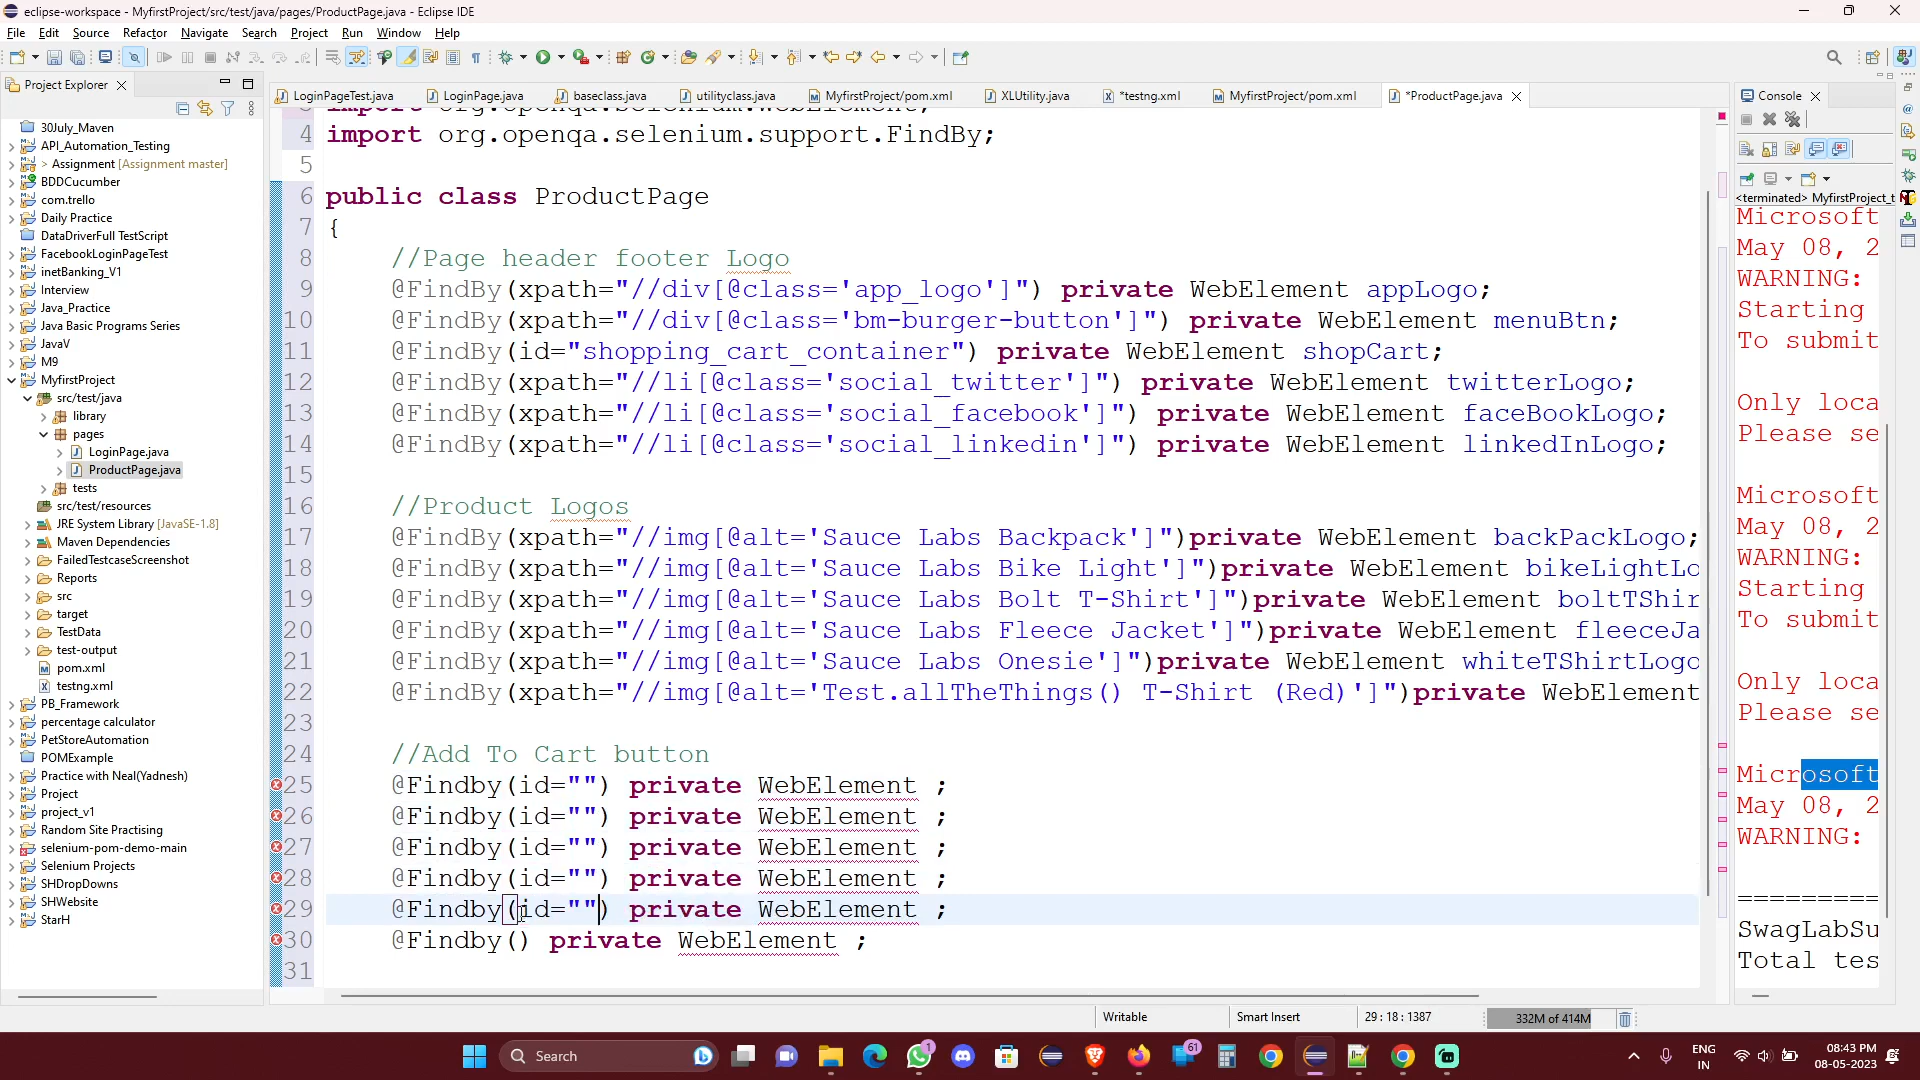 eclipse-workspace - MyfirstProject/src/test/java/pages/ProductPage.java - Eclipse IDE
File Edit Source Refactor Navigate Search Project Run Window Help
Project Explorer
30July_Maven
API_Automation_Testing
> Assignment [Assignment master]
BDDCucumber
com.trello
Daily Practice
DataDriverFull TestScript
FacebookLoginPageTest
inetBanking_V1
Interview
Java_Practice
Java Basic Programs Series
JavaV
M9
MyfirstProject
src/test/java
library
pages
LoginPage.java
ProductPage.java
tests
src/test/resources
JRE System Library [JavaSE-1.8]
Maven Dependencies
FailedTestcaseScreenshot
Reports
src
target
TestData
test-output
pom.xml
testng.xml
PB_Framework
percentage calculator
PetStoreAutomation
POMExample
Practice with Neal(Yadnesh)
Project
project_v1
Random Site Practising
selenium-pom-demo-main
Selenium Projects
SHDropDowns
SHWebsite
StarH
LoginPageTest.java LoginPage.java baseclass.java utilityclass.java MyfirstProject/pom.xml XLUtility.java *testng.xml MyfirstProject/pom.xml *ProductPage.java
3 import org.openqa.selenium.WebElement;
4 import org.openqa.selenium.support.FindBy;
5
6 public class ProductPage
7 {
8 //Page header footer Logo
9 @FindBy(xpath="//div[@class='app_logo']") private WebElement appLogo;
10 @FindBy(xpath="//div[@class='bm-burger-button']") private WebElement menuBtn;
11 @FindBy(id="shopping_cart_container") private WebElement shopCart;
12 @FindBy(xpath="//li[@class='social_twitter']") private WebElement twitterLogo;
13 @FindBy(xpath="//li[@class='social_facebook']") private WebElement faceBookLogo;
14 @FindBy(xpath="//li[@class='social_linkedin']") private WebElement linkedInLogo;
15
16 //Product Logos
17 @FindBy(xpath="//img[@alt='Sauce Labs Backpack']")private WebElement backPackLogo;
18 @FindBy(xpath="//img[@alt='Sauce Labs Bike Light']")private WebElement bikeLightLo
19 @FindBy(xpath="//img[@alt='Sauce Labs Bolt T-Shirt']")private WebElement boltTShir
20 @FindBy(xpath="//img[@alt='Sauce Labs Fleece Jacket']")private WebElement fleeceJa
21 @FindBy(xpath="//img[@alt='Sauce Labs Onesie']")private WebElement whiteTShirtLogo
22 @FindBy(xpath="//img[@alt='Test.allTheThings() T-Shirt (Red)']")private WebElement
23
24 //Add To Cart button
25 @Findby(id="") private WebElement ;
26 @Findby(id="") private WebElement ;
27 @Findby(id="") private WebElement ;
28 @Findby(id="") private WebElement ;
29 @Findby(id="") private WebElement ;
30 @Findby() private WebElement ;
31
Console
<terminated> MyfirstProject_t
Microsoft
May 08, 2
WARNING:
Starting
To submit
Only loca
Please se
Microsoft
May 08, 2
WARNING:
Starting
To submit
Only loca
Please se
Microsoft
May 08, 2
WARNING:
=========
SwagLabSu
Total tes
Writable Smart Insert 29 : 18 : 1387 332M of 414M
Search
1
61
ENG
IN
08:43 PM
08-05-2023